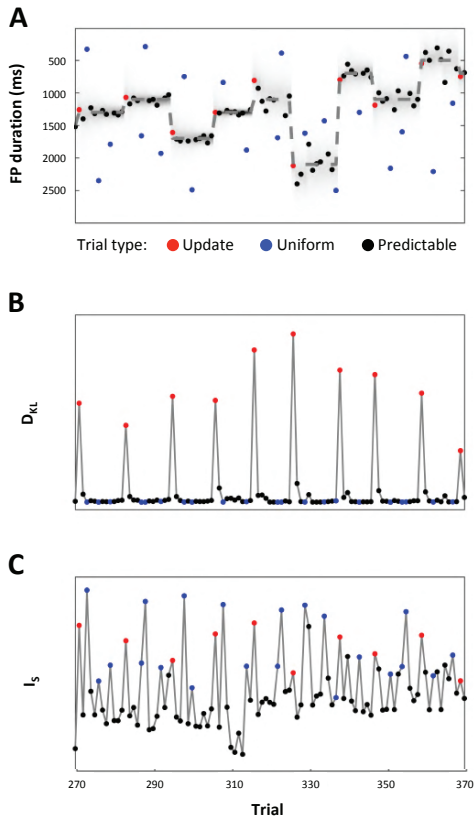 A
FP duration (ms)
500
1000
1500
2000
2500
Trial type: Update Uniform Predictable
B
DKL
C
IS
270 290 310 330 350 370
Trial